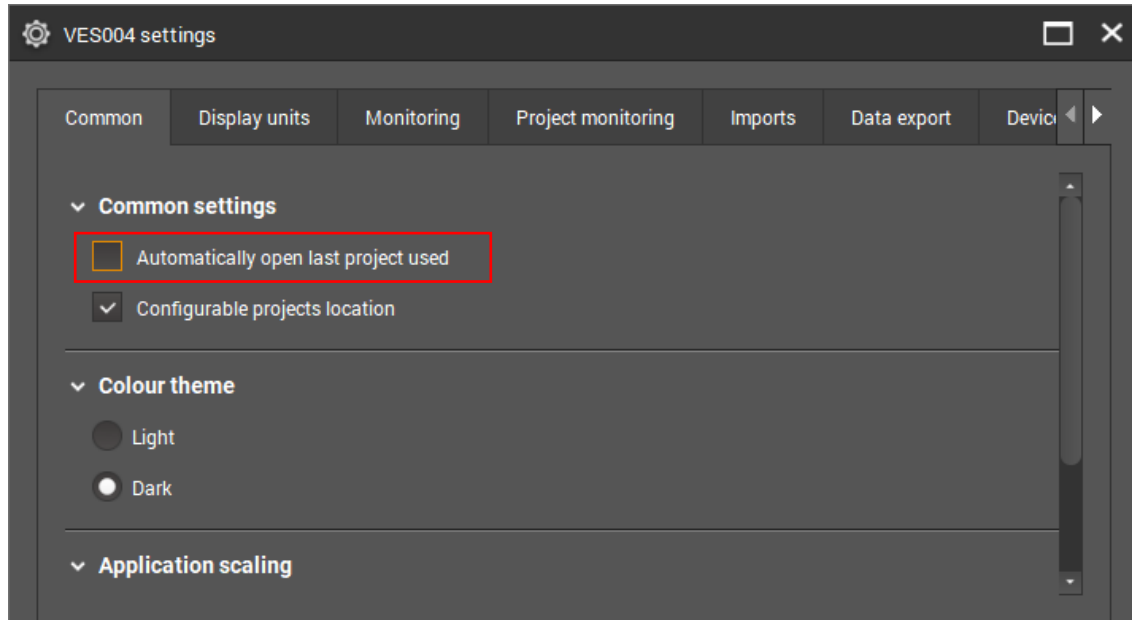 VES004 settings
Common Display units Monitoring Project monitoring Imports Data export
Common settings
Automatically open last project used
Configurable projects location
Colour theme
Light
Dark
Application scaling